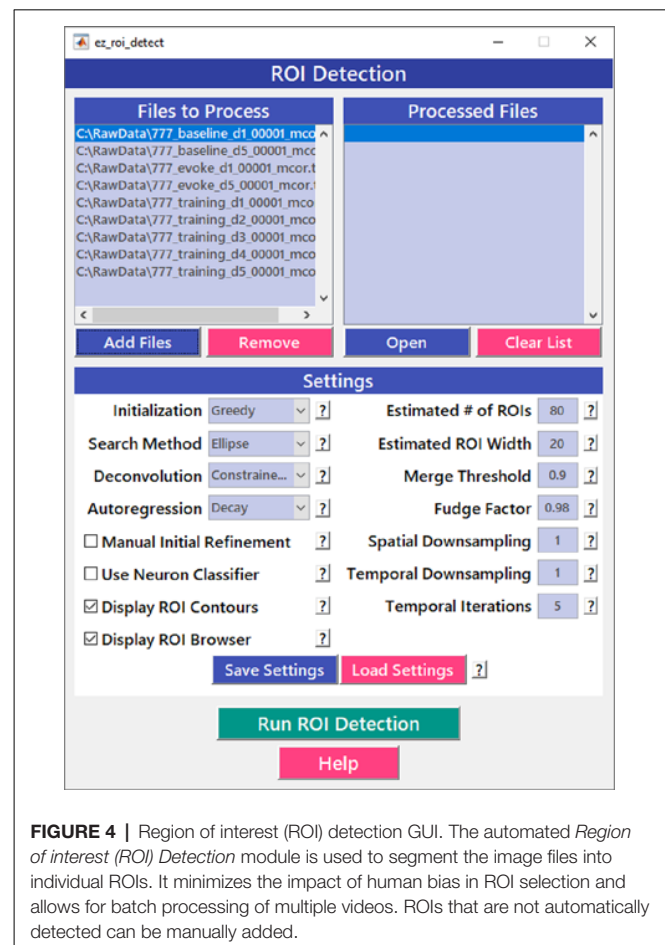 ez_roi_detect
ROI Detection
Files to Process
C:\RawData\777_baseline_d1_00001_mco
C:\RawData\777_baseline_d5_00001_mcc
C:\RawData\777_evoke_d1_00001_mcor.t
C:\RawData\777_evoke_d5_00001_mcor.t
C:\RawData\777_training_d1_00001_mco
C:\RawData\777_training_d2_00001_mco
C:\RawData\777_training_d3_00001_mco
C:\RawData\777_training_d4_00001_mco
C:\RawData\777_training_d5_00001_mco
Add Files Remove
Processed Files
Open Clear List
Settings
Initialization Greedy ?
Search Method Ellipse ?
Deconvolution Constraine... ?
Autoregression Decay ?
Manual Initial Refinement ?
Use Neuron Classifier ?
Display ROI Contours ?
Display ROI Browser ?
Estimated # of ROIs 80 ?
Estimated ROI Width 20 ?
Merge Threshold 0.9 ?
Fudge Factor 0.98 ?
Spatial Downsampling 1 ?
Temporal Downsampling 1 ?
Temporal Iterations 5 ?
Save Settings Load Settings ?
Run ROI Detection
Help
FIGURE 4 | Region of interest (ROI) detection GUI. The automated Region
of interest (ROI) Detection module is used to segment the image files into
individual ROIs. It minimizes the impact of human bias in ROI selection and
allows for batch processing of multiple videos. ROIs that are not automatically
detected can be manually added.